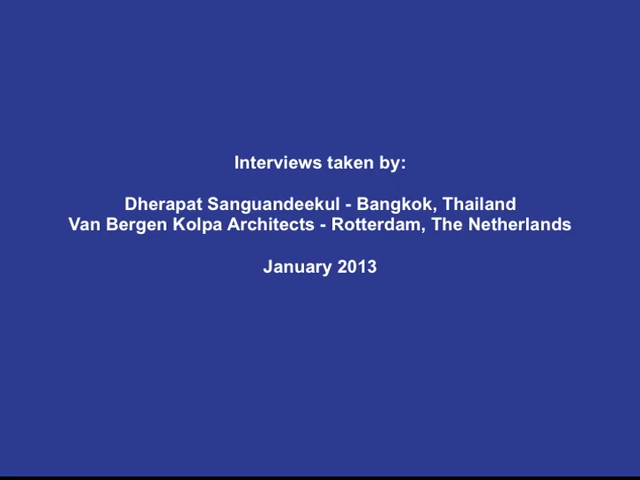 Interviews taken by:
Dherapat Sanguandeekul - Bangkok, Thailand
Van Bergen Kolpa Architects - Rotterdam, The Netherlands
January 2013